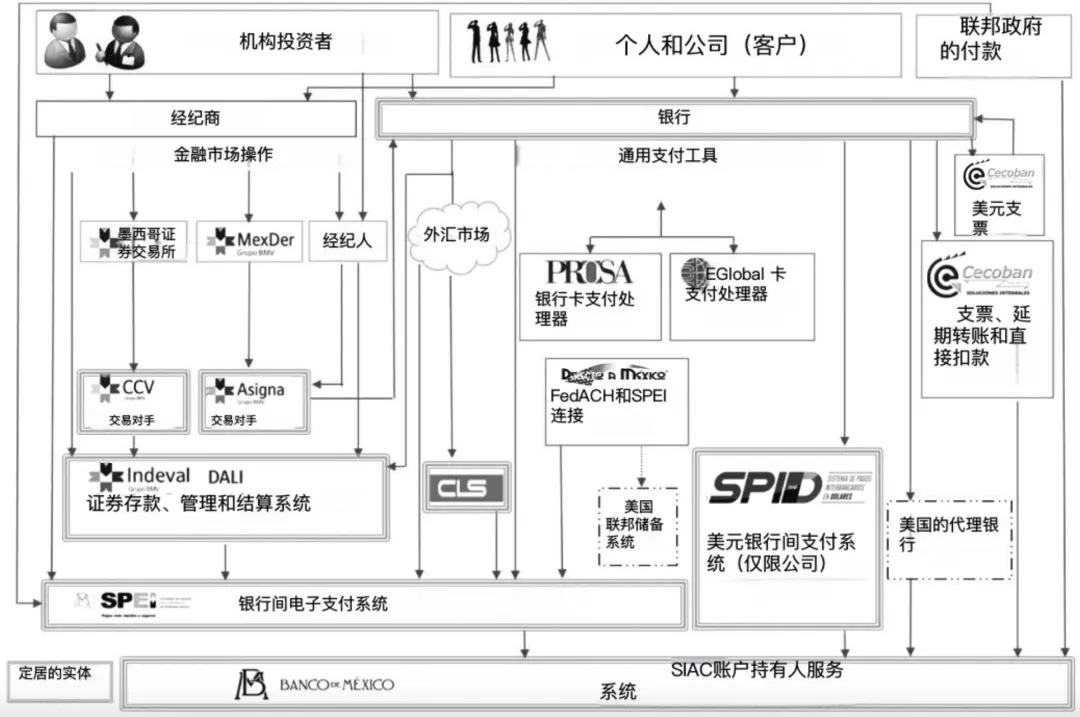 机构投资者
个人和公司（客户）
联邦政府
的付款
经纪商
银行
金融市场操作
通用支付工具
Cecoban
SOLUCIONES INTEGRALES
美元支
票
墨西哥证
券交易所
MexDer
Grupo BMV
经纪人
外汇市场
PROSA
银行卡支付处
理器
EGlobal 卡
支付处理器
Cecoban
SOLUCIONES INTEGRALES
支票、延
期转账和直
接扣款
Directo a México
FedACH和SPEI
连接
CCV
Grupo BMV
交易对手
Asigna
Grupo BMV
交易对手
Indeval DALI
Grupo BMV
证券存款、管理和结算系统
CLS
美国
联邦储备
系统
SPID
SISTEMA DE PAGOS
INTERBANCARIOS
EN DÓLARES
美元银行间支付系
统（仅限公司）
美国的代理银
行
SPEI
银行间电子支付系统
定居的实体
BANCO DE MÉXICO
SIAC账户持有人服务
系统